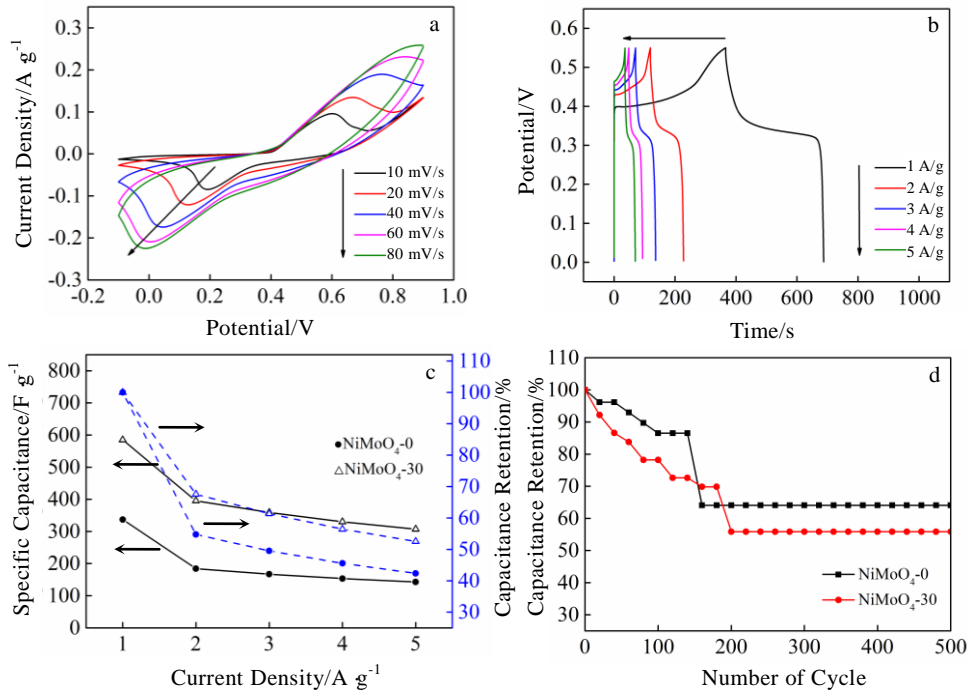 a
Current Density/A g⁻¹
0.3
0.2
0.1
0.0
-0.1
-0.2
-0.3
10 mV/s
20 mV/s
40 mV/s
60 mV/s
80 mV/s
-0.2 0.0 0.2 0.4 0.6 0.8 1.0
Potential/V
b
Potential/V
0.6
0.5
0.4
0.3
0.2
0.1
0.0
1 A/g
2 A/g
3 A/g
4 A/g
5 A/g
0 200 400 600 800 1000
Time/s
c
Specific Capacitance/F g⁻¹
800
700
600
500
400
300
200
100
0
NiMoO₄-0
NiMoO₄-30
110
100
90
80
70
60
50
40
30
Capacitance Retention/%
1 2 3 4 5
Current Density/A g⁻¹
d
Capacitance Retention/%
110
100
90
80
70
60
50
40
30
NiMoO₄-0
NiMoO₄-30
0 100 200 300 400 500
Number of Cycle